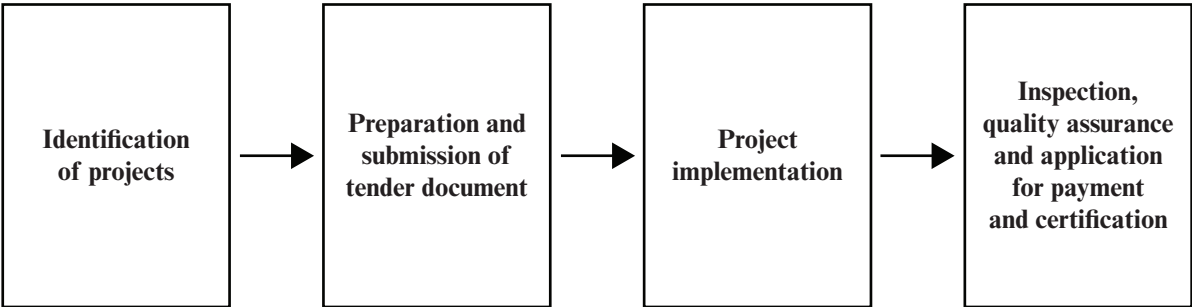 Identification
of projects
Preparation and
submission of
tender document
Project
implementation
Inspection,
quality assurance
and application
for payment
and certification